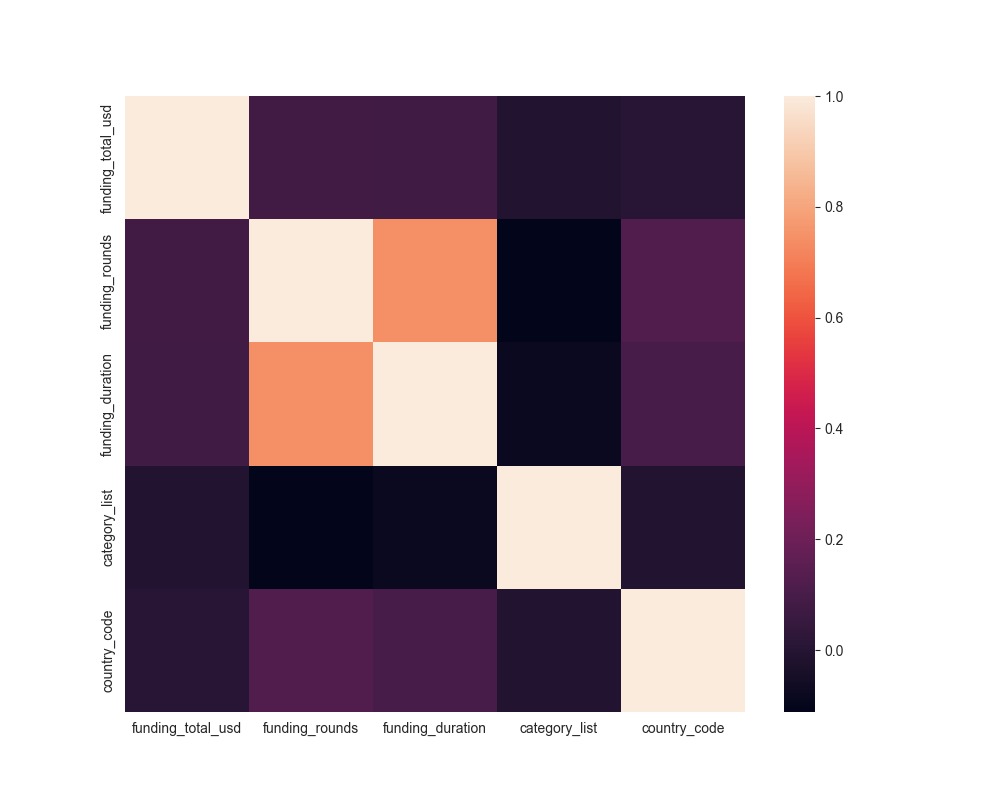 funding_total_usd
funding_rounds
funding_duration
category_list
country_code
funding_total_usd funding_rounds funding_duration category_list country_code
1.0
0.8
0.6
0.4
0.2
0.0